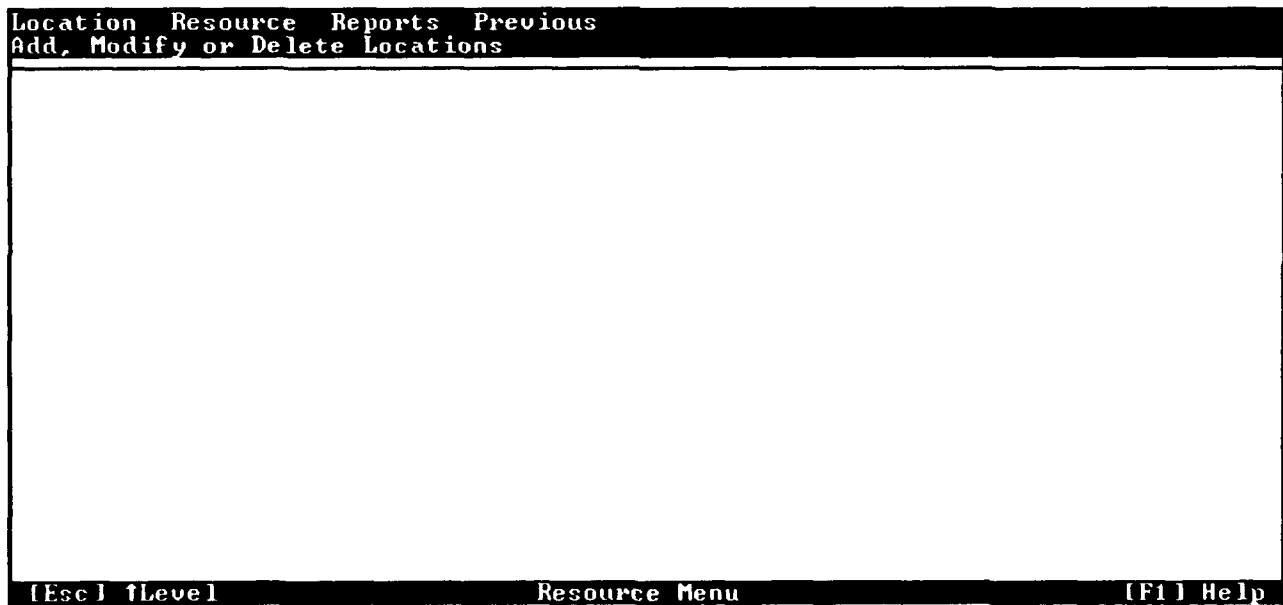 Location Resource Reports Previous
Add, Modify or Delete Locations
[Esc] ↑Level Resource Menu [F1] Help